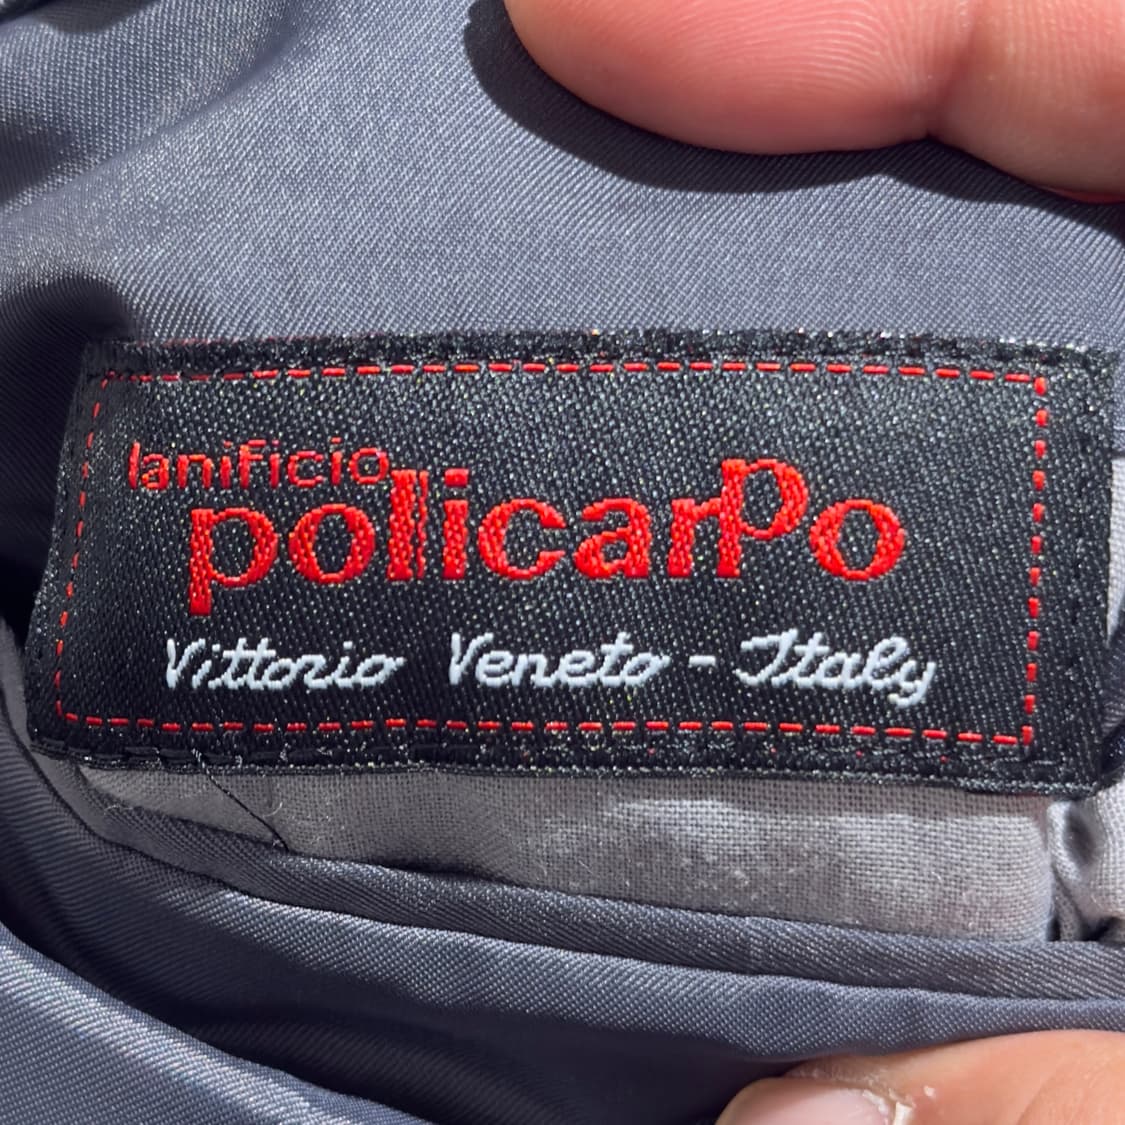 lanificio
policarPo
Vittorio Veneto - Italy